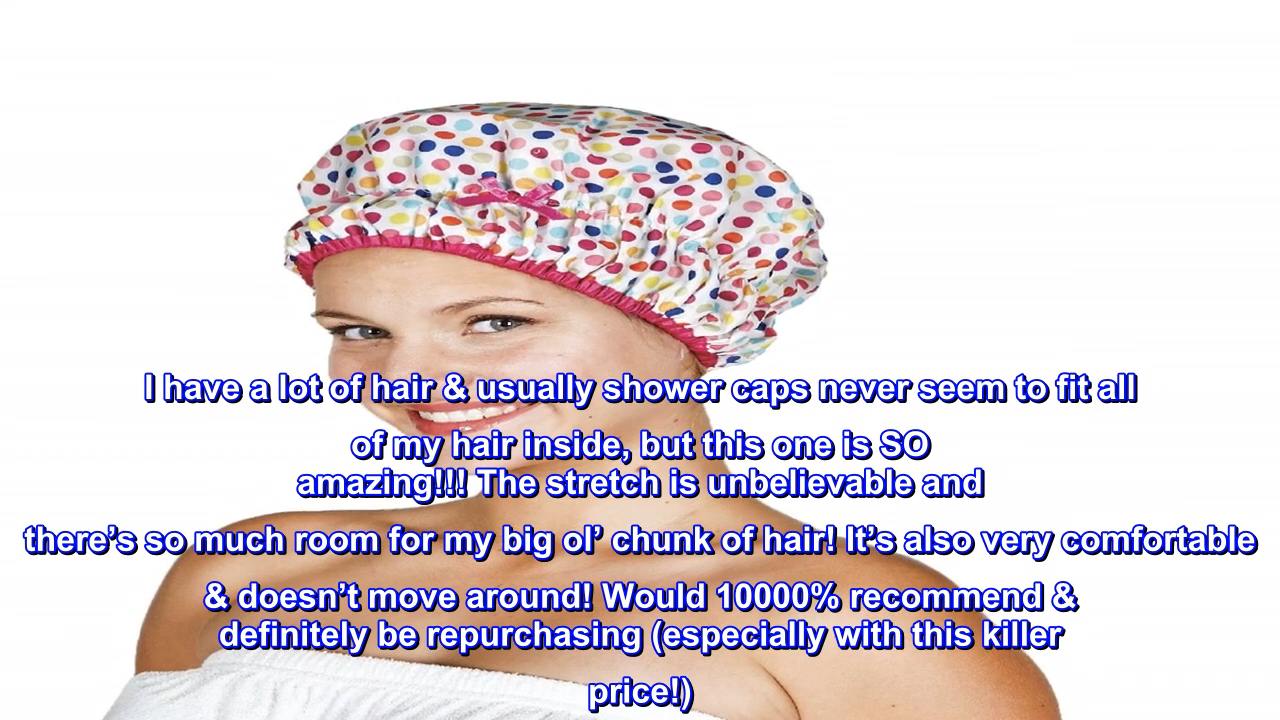 I have a lot of hair & usually shower caps never seem to fit all
of my hair inside, but this one is SO
amazing!!! The stretch is unbelievable and
there’s so much room for my big ol’ chunk of hair! It’s also very comfortable
& doesn’t move around! Would 10000% recommend &
definitely be repurchasing (especially with this killer
price!)